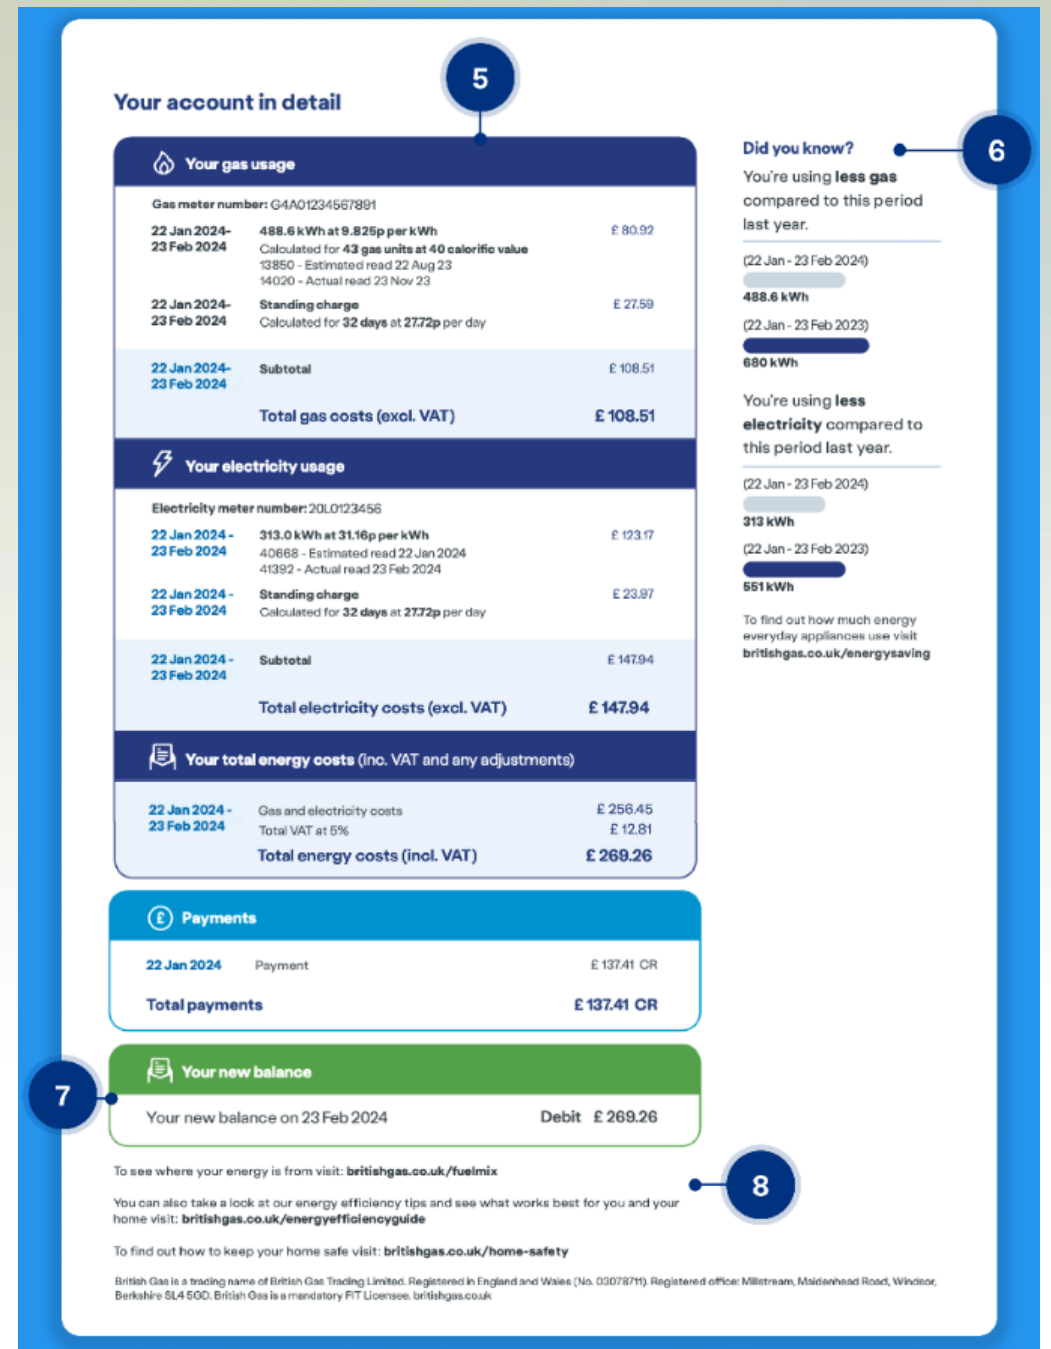 5
Your account in detail
Your gas usage
Gas meter number: G4A01234567891
22 Jan 2024- 488.6 kWh at 9.825p per kWh £ 80.92
23 Feb 2024 Calculated for 43 gas units at 40 calorific value
13850 - Estimated read 22 Aug 23
14020 - Actual read 23 Nov 23
22 Jan 2024- Standing charge £ 27.59
23 Feb 2024 Calculated for 32 days at 27.72p per day
22 Jan 2024- Subtotal £ 108.51
23 Feb 2024
Total gas costs (excl. VAT) £ 108.51
Your electricity usage
Electricity meter number: 20L0123456
22 Jan 2024 - 313.0 kWh at 31.16p per kWh £ 123.17
23 Feb 2024 40668 - Estimated read 22 Jan 2024
41392 - Actual read 23 Feb 2024
22 Jan 2024 - Standing charge £ 23.97
23 Feb 2024 Calculated for 32 days at 27.72p per day
22 Jan 2024 - Subtotal £ 147.94
23 Feb 2024
Total electricity costs (excl. VAT) £ 147.94
Your total energy costs (inc. VAT and any adjustments)
22 Jan 2024 - Gas and electricity costs £ 256.45
23 Feb 2024 Total VAT at 5% £ 12.81
Total energy costs (incl. VAT) £ 269.26
£ Payments
22 Jan 2024 Payment £ 137.41 CR
Total payments £ 137.41 CR
Your new balance
7
Your new balance on 23 Feb 2024 Debit £ 269.26
6
Did you know?
You're using less gas
compared to this period
last year.
(22 Jan - 23 Feb 2024)
488.6 kWh
(22 Jan - 23 Feb 2023)
680 kWh
You're using less
electricity compared to
this period last year.
(22 Jan - 23 Feb 2024)
313 kWh
(22 Jan - 23 Feb 2023)
551 kWh
To find out how much energy
everyday appliances use visit
britishgas.co.uk/energysaving
To see where your energy is from visit: britishgas.co.uk/fuelmix
8
You can also take a look at our energy efficiency tips and see what works best for you and your
home visit: britishgas.co.uk/energyefficiencyguide
To find out how to keep your home safe visit: britishgas.co.uk/home-safety
British Gas is a trading name of British Gas Trading Limited. Registered in England and Wales (No. 03078711). Registered office: Millstream, Maidenhead Road, Windsor,
Berkshire SL4 5GD. British Gas is a mandatory FIT Licensee. britishgas.co.uk